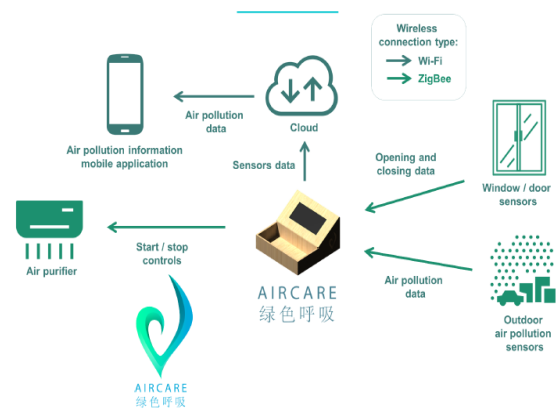 Wireless
connection type:
Wi-Fi
ZigBee
Air pollution
data
Cloud
Air pollution information
mobile application
Sensors data
Opening and
closing data
Window / door
sensors
Start / stop
controls
Air purifier
AIRCARE
绿色呼吸
Air pollution
data
Outdoor
air pollution
sensors
AIRCARE
绿色呼吸